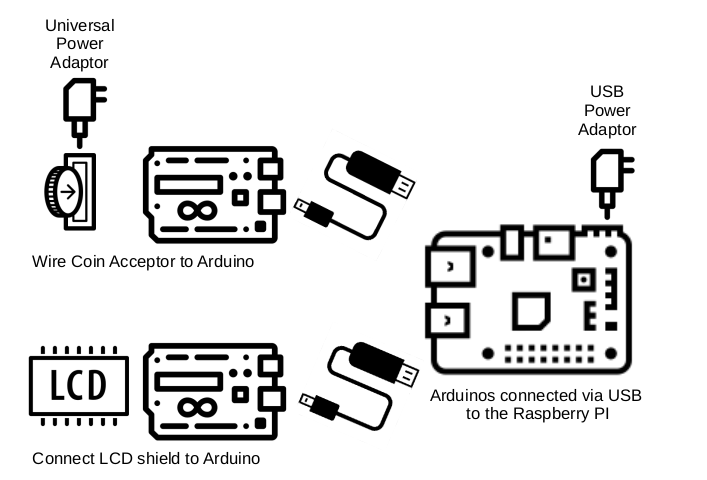 Universal
Power
Adaptor
USB
Power
Adaptor
Wire Coin Acceptor to Arduino
LCD
Arduinos connected via USB
to the Raspberry PI
Connect LCD shield to Arduino